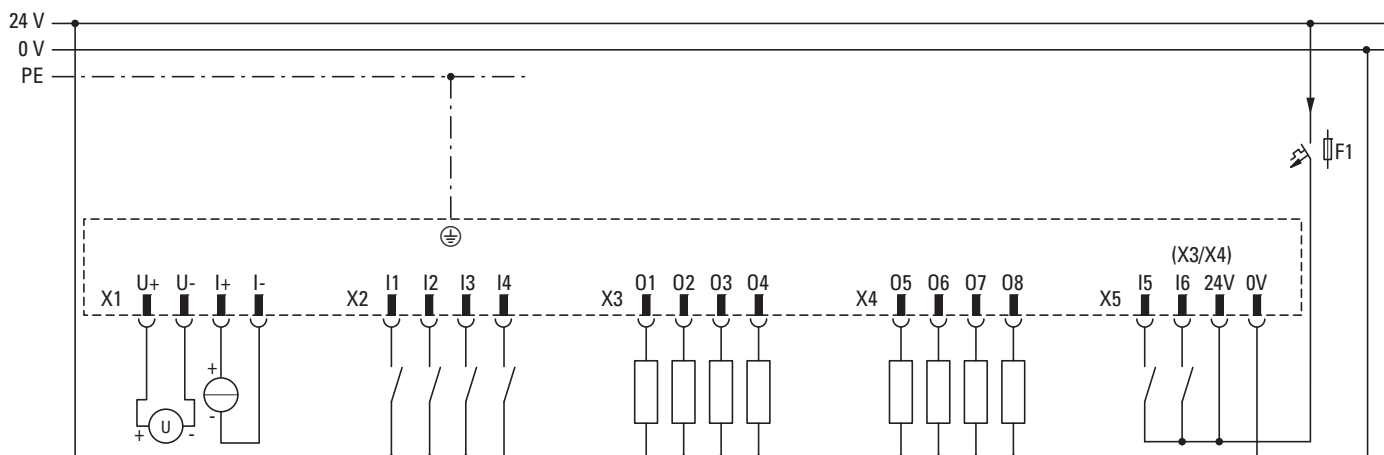 24 V
0 V
PE
F1
(X3/X4)
X1 U+ U- I+ I-
X2 I1 I2 I3 I4
X3 O1 O2 O3 O4
X4 O5 O6 O7 O8
X5 I5 I6 24V 0V
+
-
+ U -